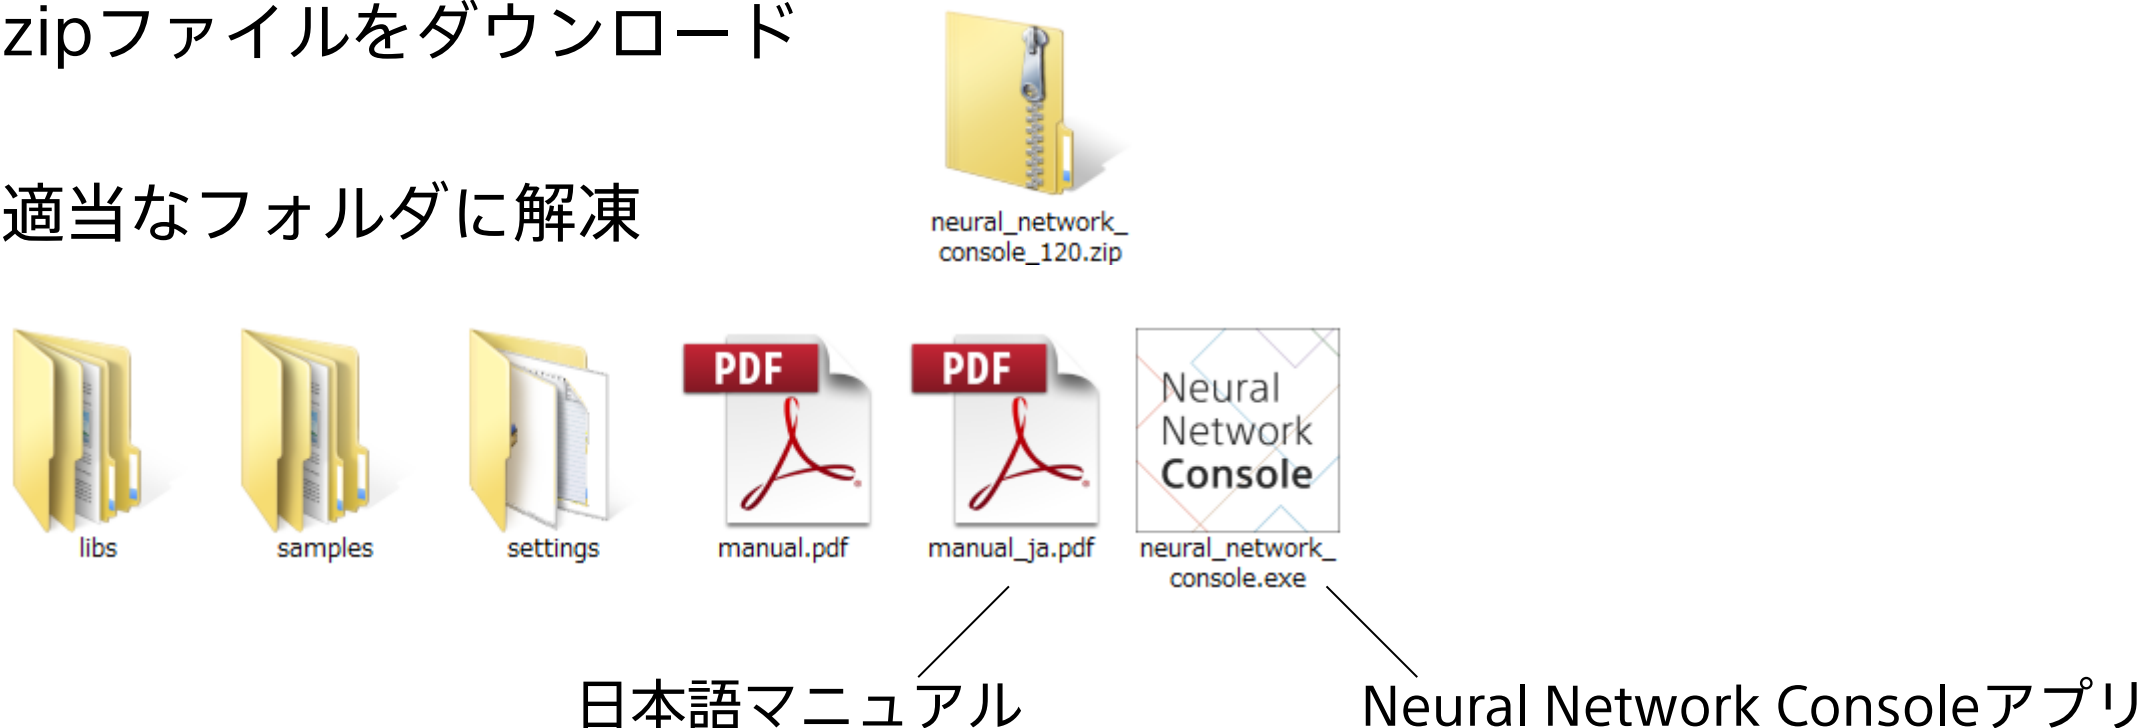 zipファイルをダウンロード
neural_network_
console_120.zip
適当なフォルダに解凍
PDF
PDF
Neural
Network
Console
libs
samples
settings
manual.pdf
manual_ja.pdf
neural_network_
console.exe
日本語マニュアル
Neural Network Consoleアプリ